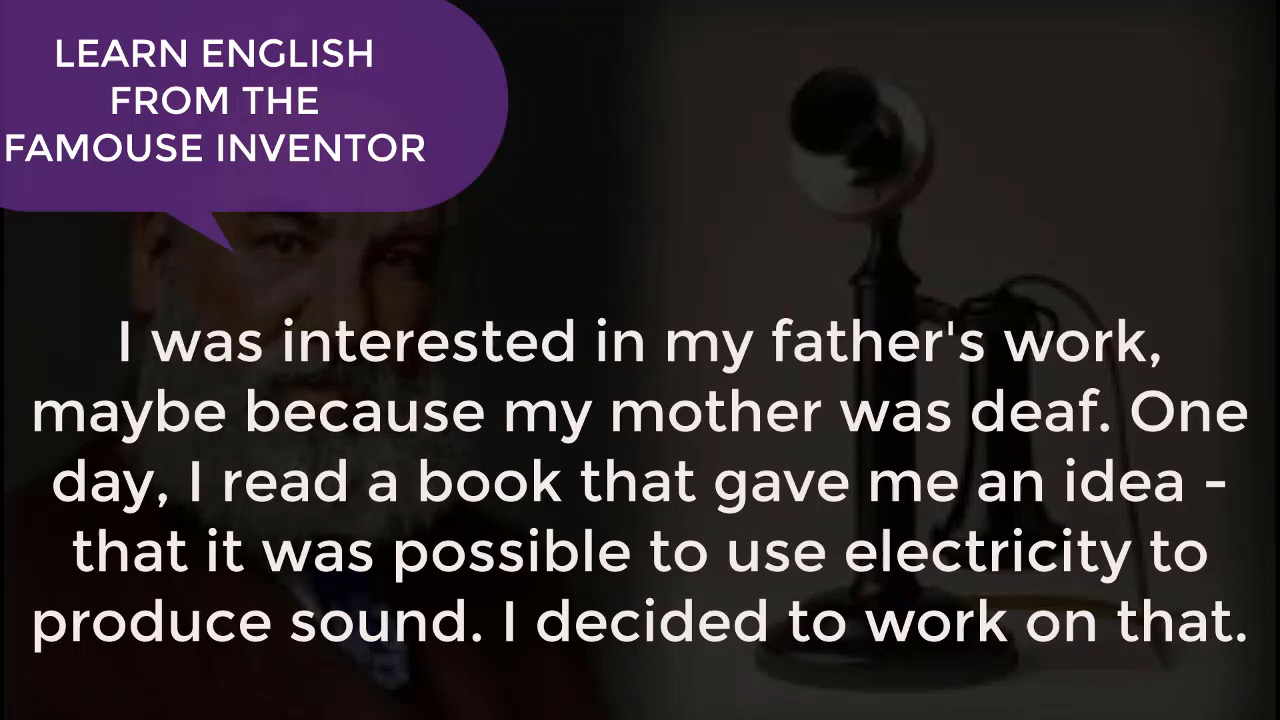 LEARN ENGLISH
FROM THE
FAMOUSE INVENTOR
I was interested in my father's work,
maybe because my mother was deaf. One
day, I read a book that gave me an idea -
that it was possible to use electricity to
produce sound. I decided to work on that.